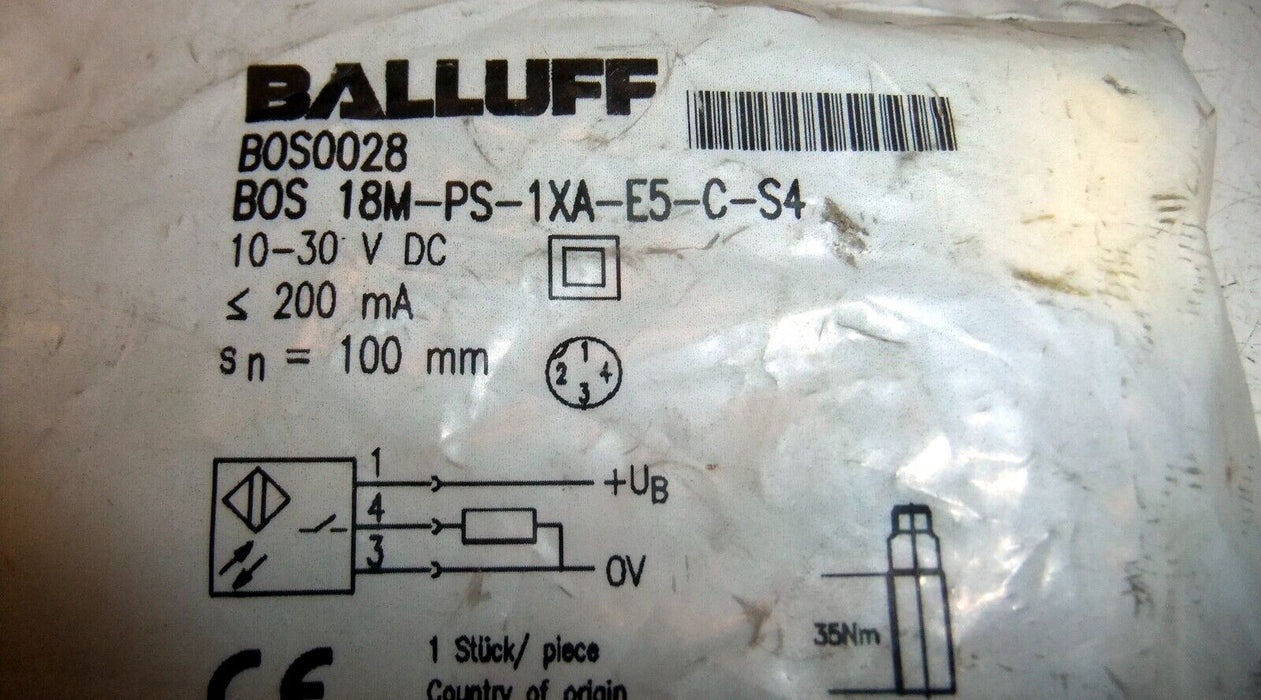 BALLUFF
BOS0028
BOS 18M-PS-1XA-E5-C-S4
10-30 V DC
≤ 200 mA
sn = 100 mm
1
2 4
3
1
+UB
4
3
0V
35Nm
1 Stück/ piece
CE
Country of origin